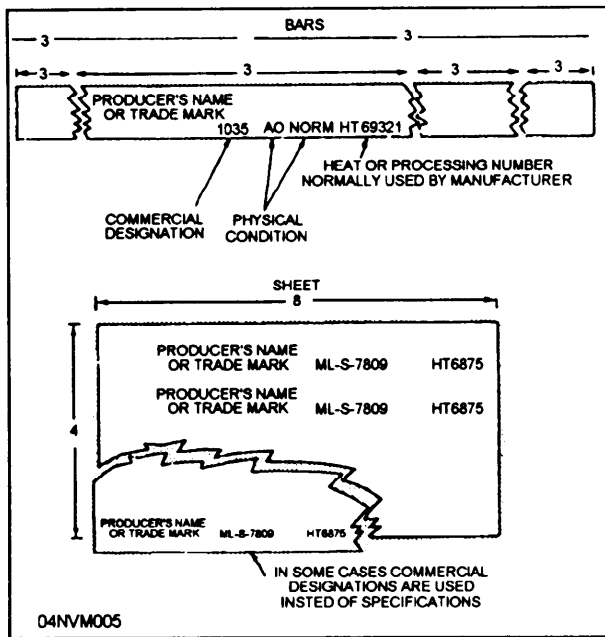 BARS
3 3
3 3 3 3
PRODUCER'S NAME
OR TRADE MARK
1035 AO NORM HT 69321
HEAT OR PROCESSING NUMBER
NORMALLY USED BY MANUFACTURER
COMMERCIAL
DESIGNATION
PHYSICAL
CONDITION
SHEET
8
4
PRODUCER'S NAME
OR TRADE MARK ML-S-7809 HT6875
PRODUCER'S NAME
OR TRADE MARK ML-S-7809 HT6875
PRODUCER'S NAME
OR TRADE MARK ML-S-7809 HT6875
IN SOME CASES COMMERCIAL
DESIGNATIONS ARE USED
INSTED OF SPECIFICATIONS
04NVM005